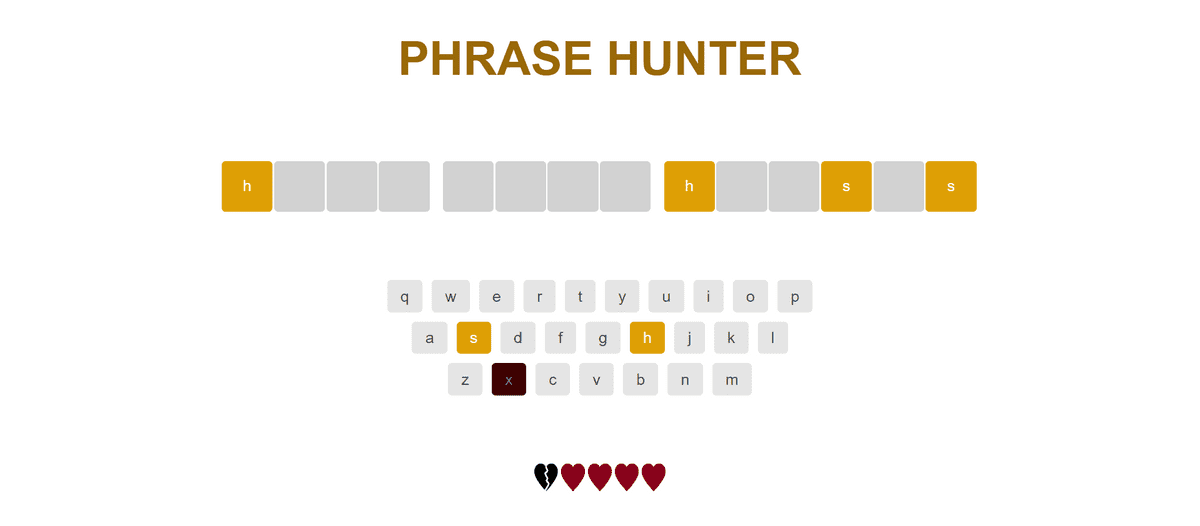 PHRASE HUNTER
h h s s
q w e r t y u i o p
a s d f g h j k l
z x c v b n m